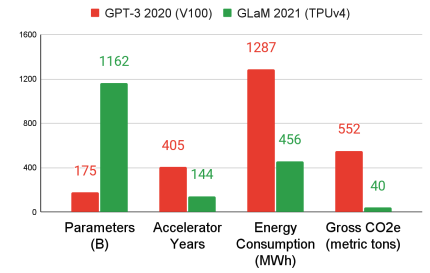 GPT-3 2020 (V100) GLaM 2021 (TPUv4)
1600
1200
800
400
0
175
1162
405
144
1287
456
552
40
Parameters
(B)
Accelerator
Years
Energy
Consumption
(MWh)
Gross CO2e
(metric tons)